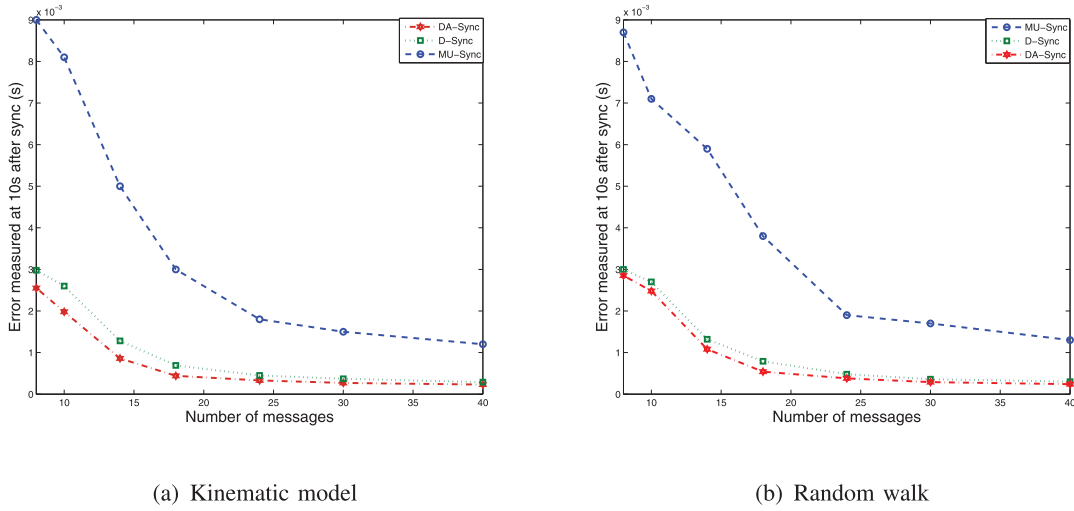 9 x 10⁻³
8
7
6
5
4
3
2
1
0
Error measured at 10s after sync (s)
DA-Sync
D-Sync
MU-Sync
10 15 20 25 30 35 40
Number of messages
(a) Kinematic model
9 x 10⁻³
8
7
6
5
4
3
2
1
0
Error measured at 10s after sync (s)
MU-Sync
D-Sync
DA-Sync
10 15 20 25 30 35 40
Number of messages
(b) Random walk